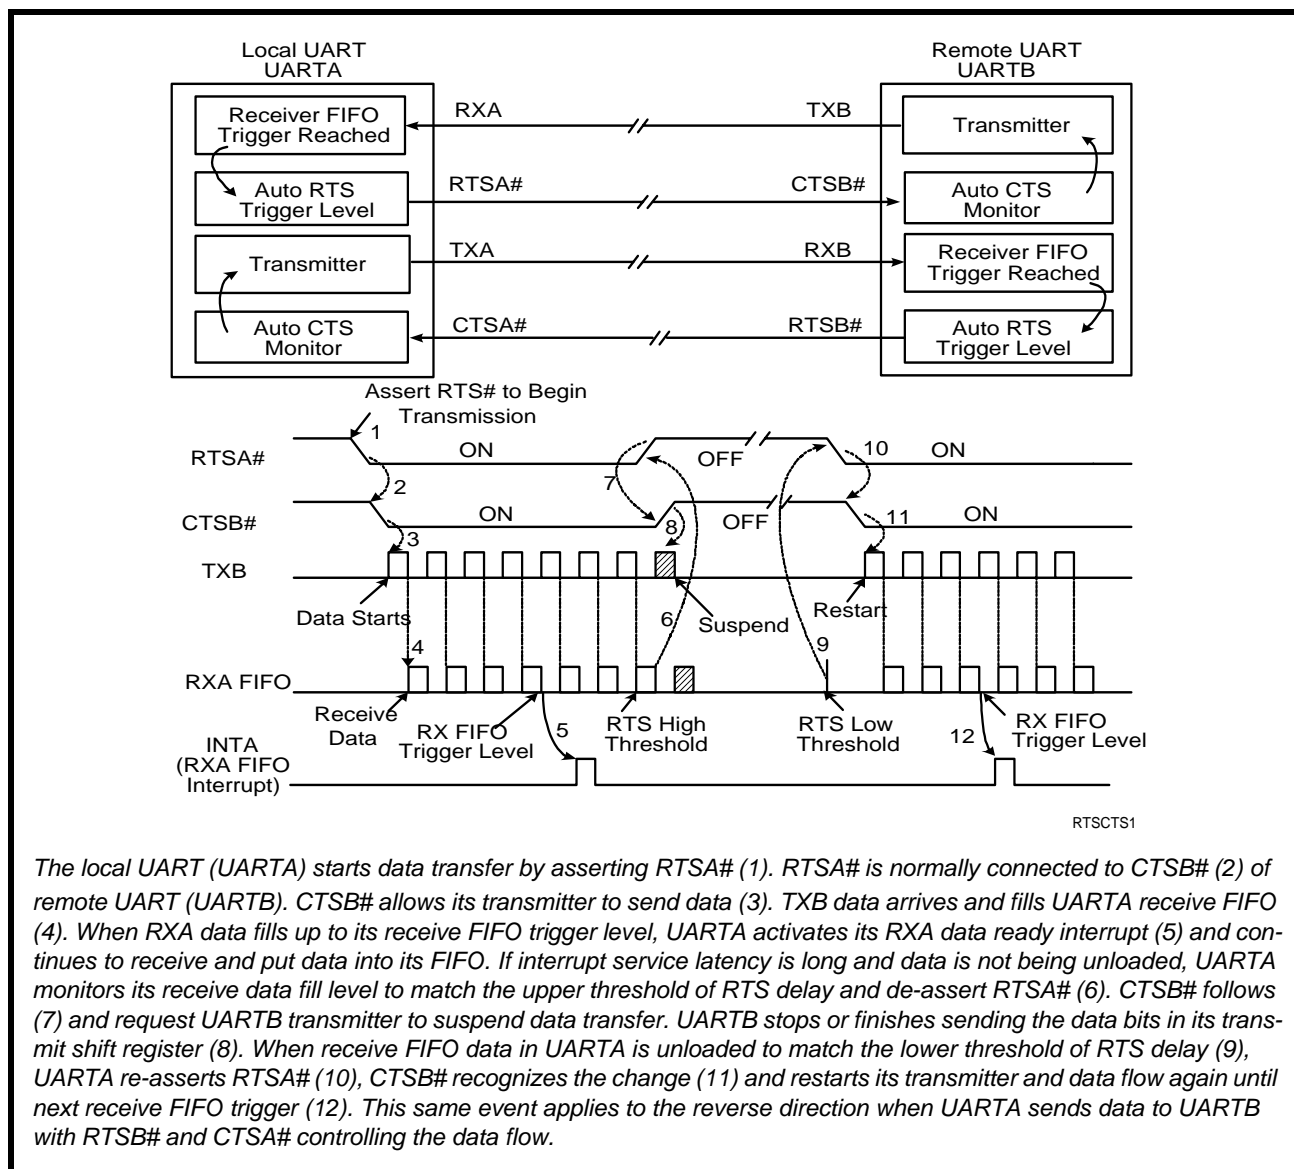 Local UART
UARTA
Remote UART
UARTB
Receiver FIFO
Trigger Reached
RXA
TXB
Transmitter
Auto RTS
Trigger Level
RTSA#
CTSB#
Auto CTS
Monitor
Transmitter
TXA
RXB
Receiver FIFO
Trigger Reached
Auto CTS
Monitor
CTSA#
RTSB#
Auto RTS
Trigger Level
Assert RTS# to Begin
Transmission
RTSA#
1
ON
7
OFF
10
ON
2
CTSB#
ON
8
OFF
11
ON
3
TXB
Data Starts
6
Suspend
Restart
4
9
RXA FIFO
Receive
Data
RX FIFO
Trigger Level
5
RTS High
Threshold
RTS Low
Threshold
12
RX FIFO
Trigger Level
INTA
(RXA FIFO
Interrupt)
RTSCTS1
The local UART (UARTA) starts data transfer by asserting RTSA# (1). RTSA# is normally connected to CTSB# (2) of
remote UART (UARTB). CTSB# allows its transmitter to send data (3). TXB data arrives and fills UARTA receive FIFO
(4). When RXA data fills up to its receive FIFO trigger level, UARTA activates its RXA data ready interrupt (5) and con-
tinues to receive and put data into its FIFO. If interrupt service latency is long and data is not being unloaded, UARTA
monitors its receive data fill level to match the upper threshold of RTS delay and de-assert RTSA# (6). CTSB# follows
(7) and request UARTB transmitter to suspend data transfer. UARTB stops or finishes sending the data bits in its trans-
mit shift register (8). When receive FIFO data in UARTA is unloaded to match the lower threshold of RTS delay (9),
UARTA re-asserts RTSA# (10), CTSB# recognizes the change (11) and restarts its transmitter and data flow again until
next receive FIFO trigger (12). This same event applies to the reverse direction when UARTA sends data to UARTB
with RTSB# and CTSA# controlling the data flow.